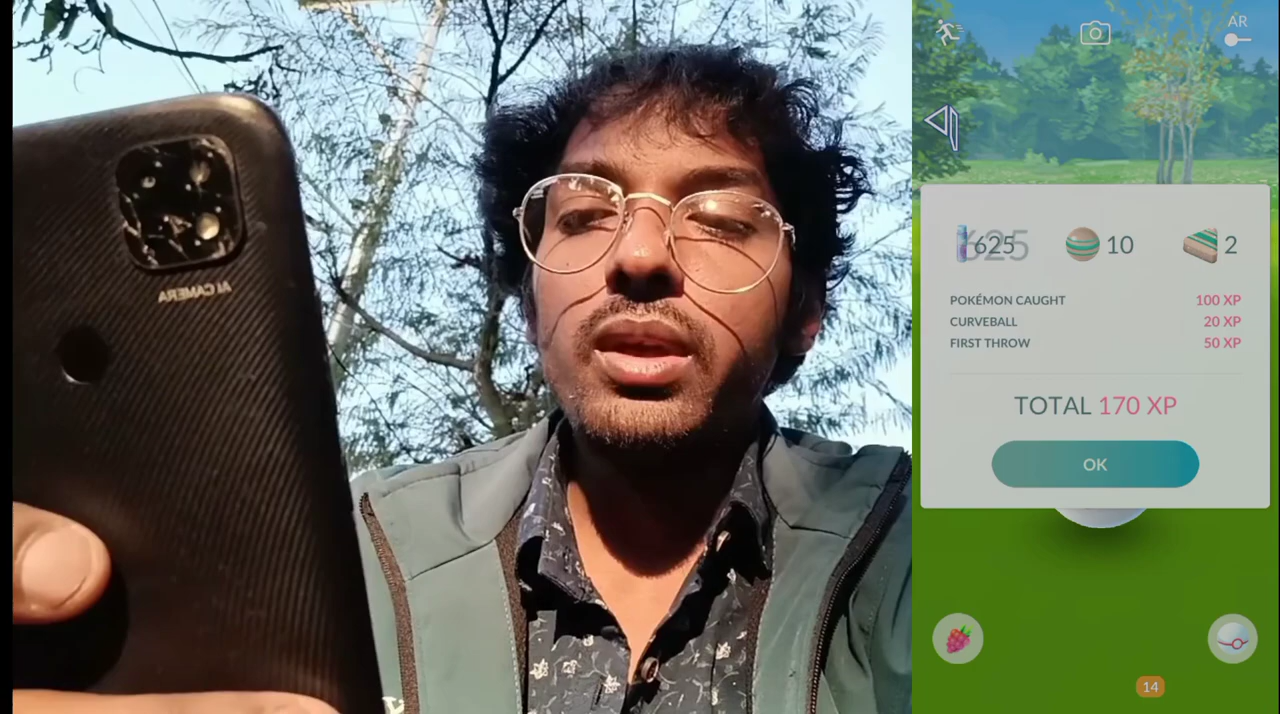 AI CAMERA
AR
625 10 2
POKÉMON CAUGHT 100 XP
CURVEBALL 20 XP
FIRST THROW 50 XP
TOTAL 170 XP
OK
14